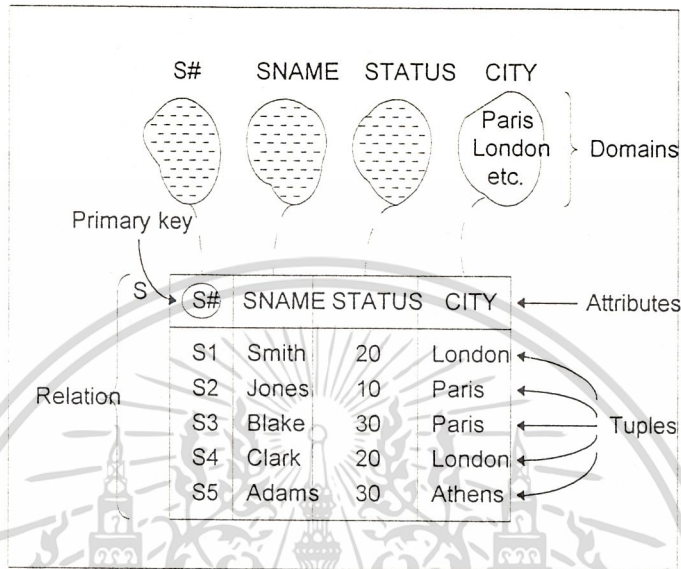 S# SNAME STATUS CITY
Paris
London
etc.
Domains
Primary key
S
S# SNAME STATUS CITY
Attributes
S1 Smith 20 London
S2 Jones 10 Paris
S3 Blake 30 Paris
S4 Clark 20 London
S5 Adams 30 Athens
Relation
Tuples